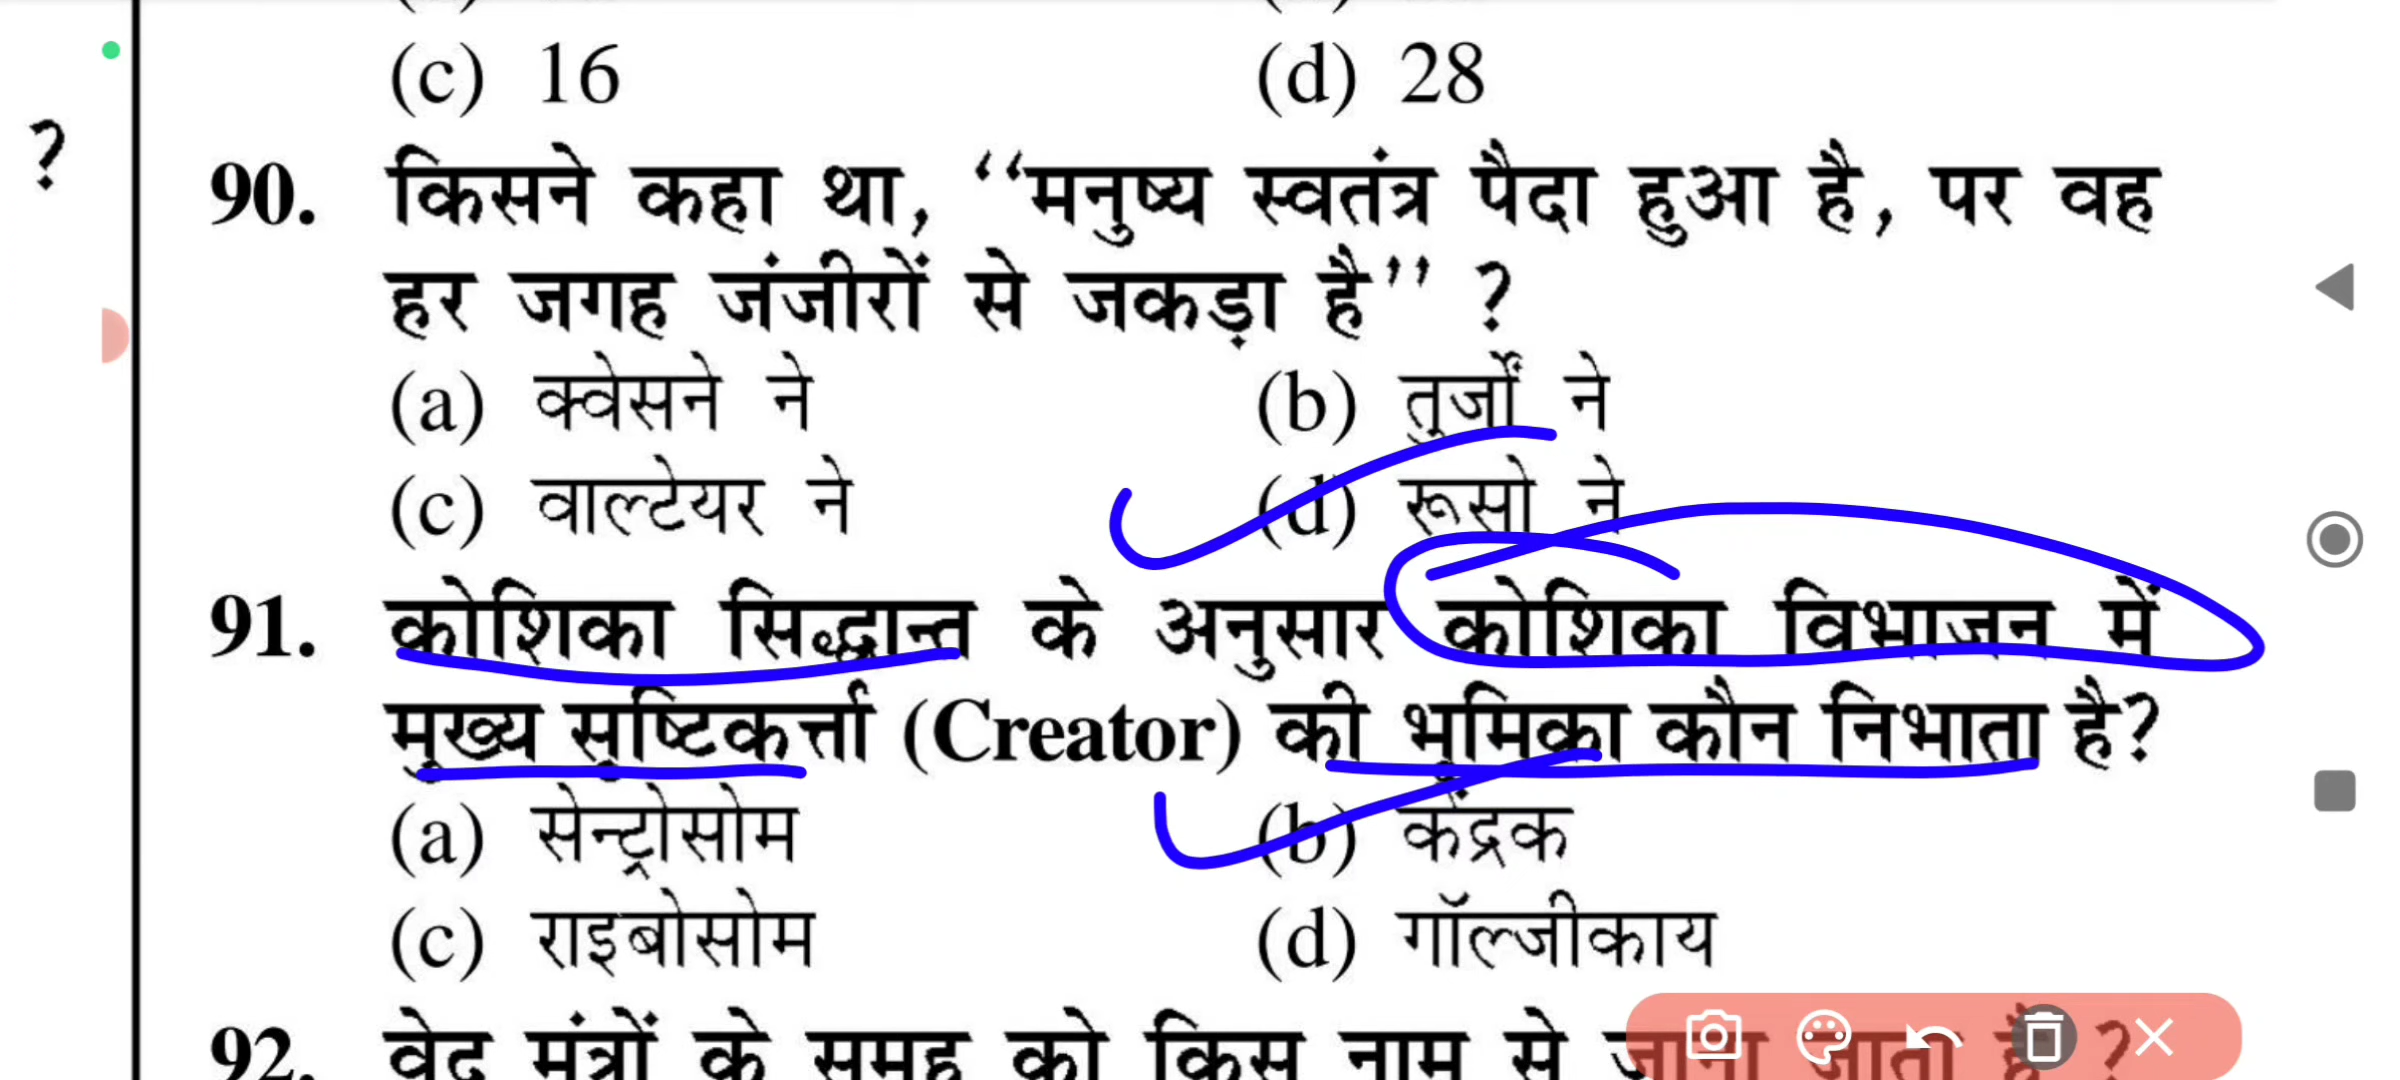 (c) 16 (d) 28
?
90. किसने कहा था, ‘‘मनुष्य स्वतंत्र पैदा हुआ है, पर वह
हर जगह जंजीरों से जकड़ा है’’ ?
(a) क्वेसने ने (b) तुर्जों ने
(c) वाल्टेयर ने (d) रूसो ने
91. कोशिका सिद्धान्त के अनुसार कोशिका विभाजन में
मुख्य सृष्टिकर्त्ता (Creator) की भूमिका कौन निभाता है?
(a) सेन्ट्रोसोम (b) केंद्रक
(c) राइबोसोम (d) गॉल्जीकाय
92. वेद मंत्रों के समूह को किस नाम से जाना जाता है ?